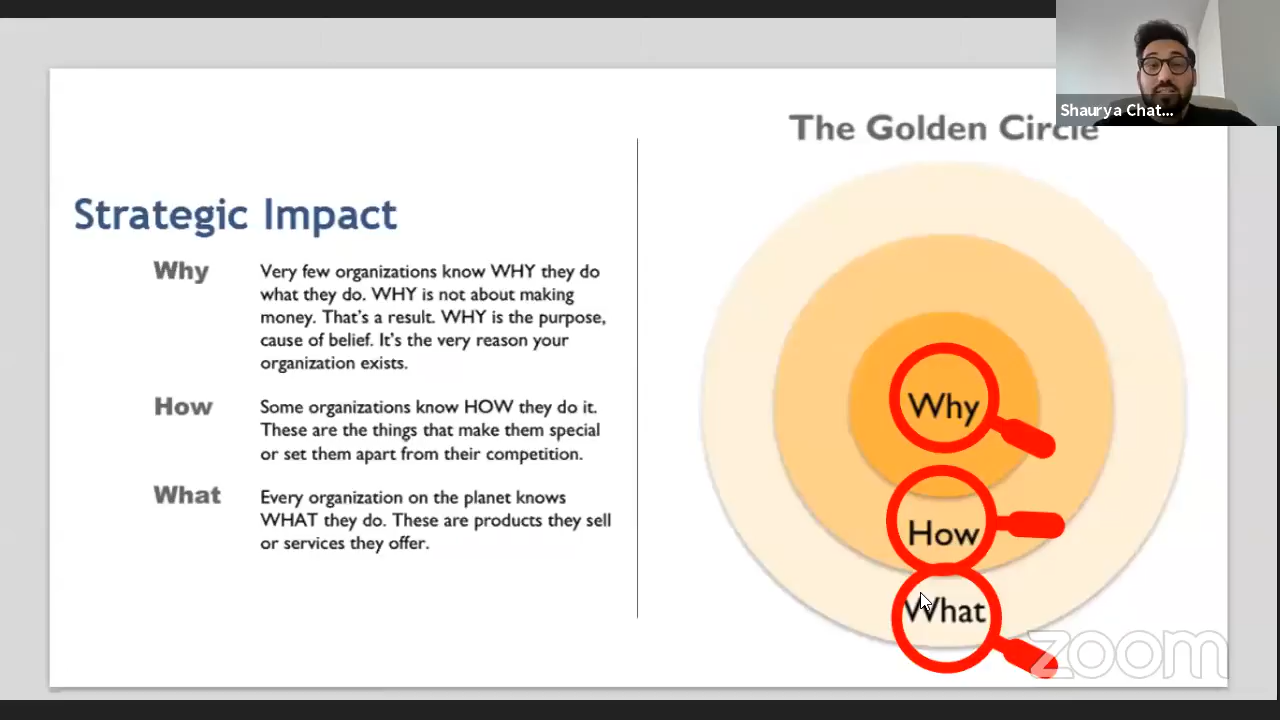 Shaurya Chat...
The Golden Circle
Strategic Impact
Why
Very few organizations know WHY they do
what they do. WHY is not about making
money. That's a result. WHY is the purpose,
cause of belief. It's the very reason your
organization exists.
How
Some organizations know HOW they do it.
These are the things that make them special
or set them apart from their competition.
What
Every organization on the planet knows
WHAT they do. These are products they sell
or services they offer.
Why
How
What
zoom